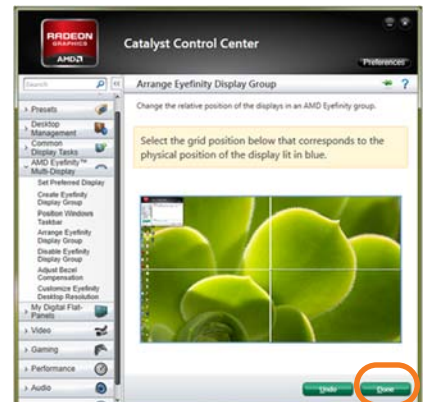 RADEON
GRAPHICS
AMD
Catalyst Control Center
Preferences
Search
Arrange Eyefinity Display Group
?
Change the relative position of the displays in an AMD Eyefinity group.
Select the grid position below that corresponds to the
physical position of the display lit in blue.
Presets
Desktop
Management
Common
Display Tasks
AMD Eyefinity™
Multi-Display
Set Preferred Display
Create Eyefinity
Display Group
Position Windows
Taskbar
Arrange Eyefinity
Display Group
Disable Eyefinity
Display Group
Adjust Bezel
Compensation
Customize Eyefinity
Desktop Resolution
My Digital Flat-
Panels
Video
Gaming
Performance
Audio
Undo
Done